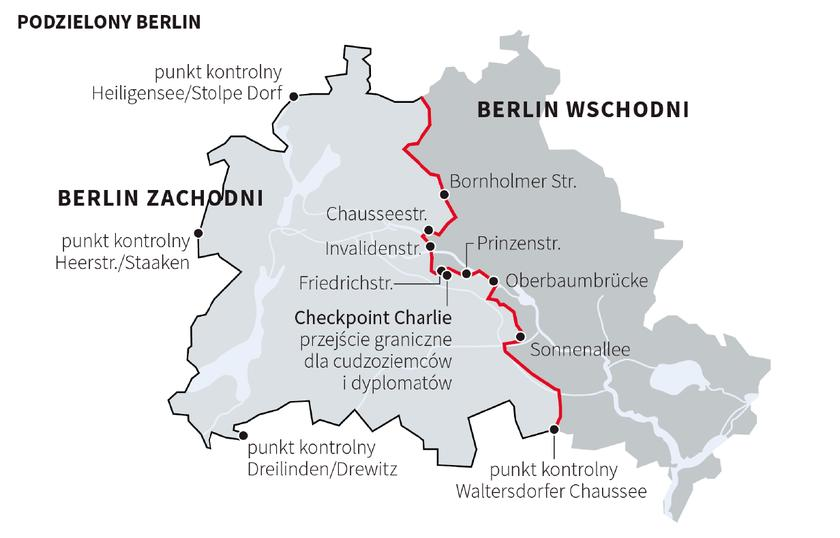 PODZIELONY BERLIN
punkt kontrolny
Heiligensee/Stolpe Dorf
BERLIN WSCHODNI
Bornholmer Str.
BERLIN ZACHODNI
Chausseestr.
punkt kontrolny
Heerstr./Staaken
Invalidenstr.
Prinzenstr.
Friedrichstr.
Oberbaumbrücke
Checkpoint Charlie
przejście graniczne
dla cudzoziemców
i dyplomatów
Sonnenallee
punkt kontrolny
Dreilinden/Drewitz
punkt kontrolny
Waltersdorfer Chaussee